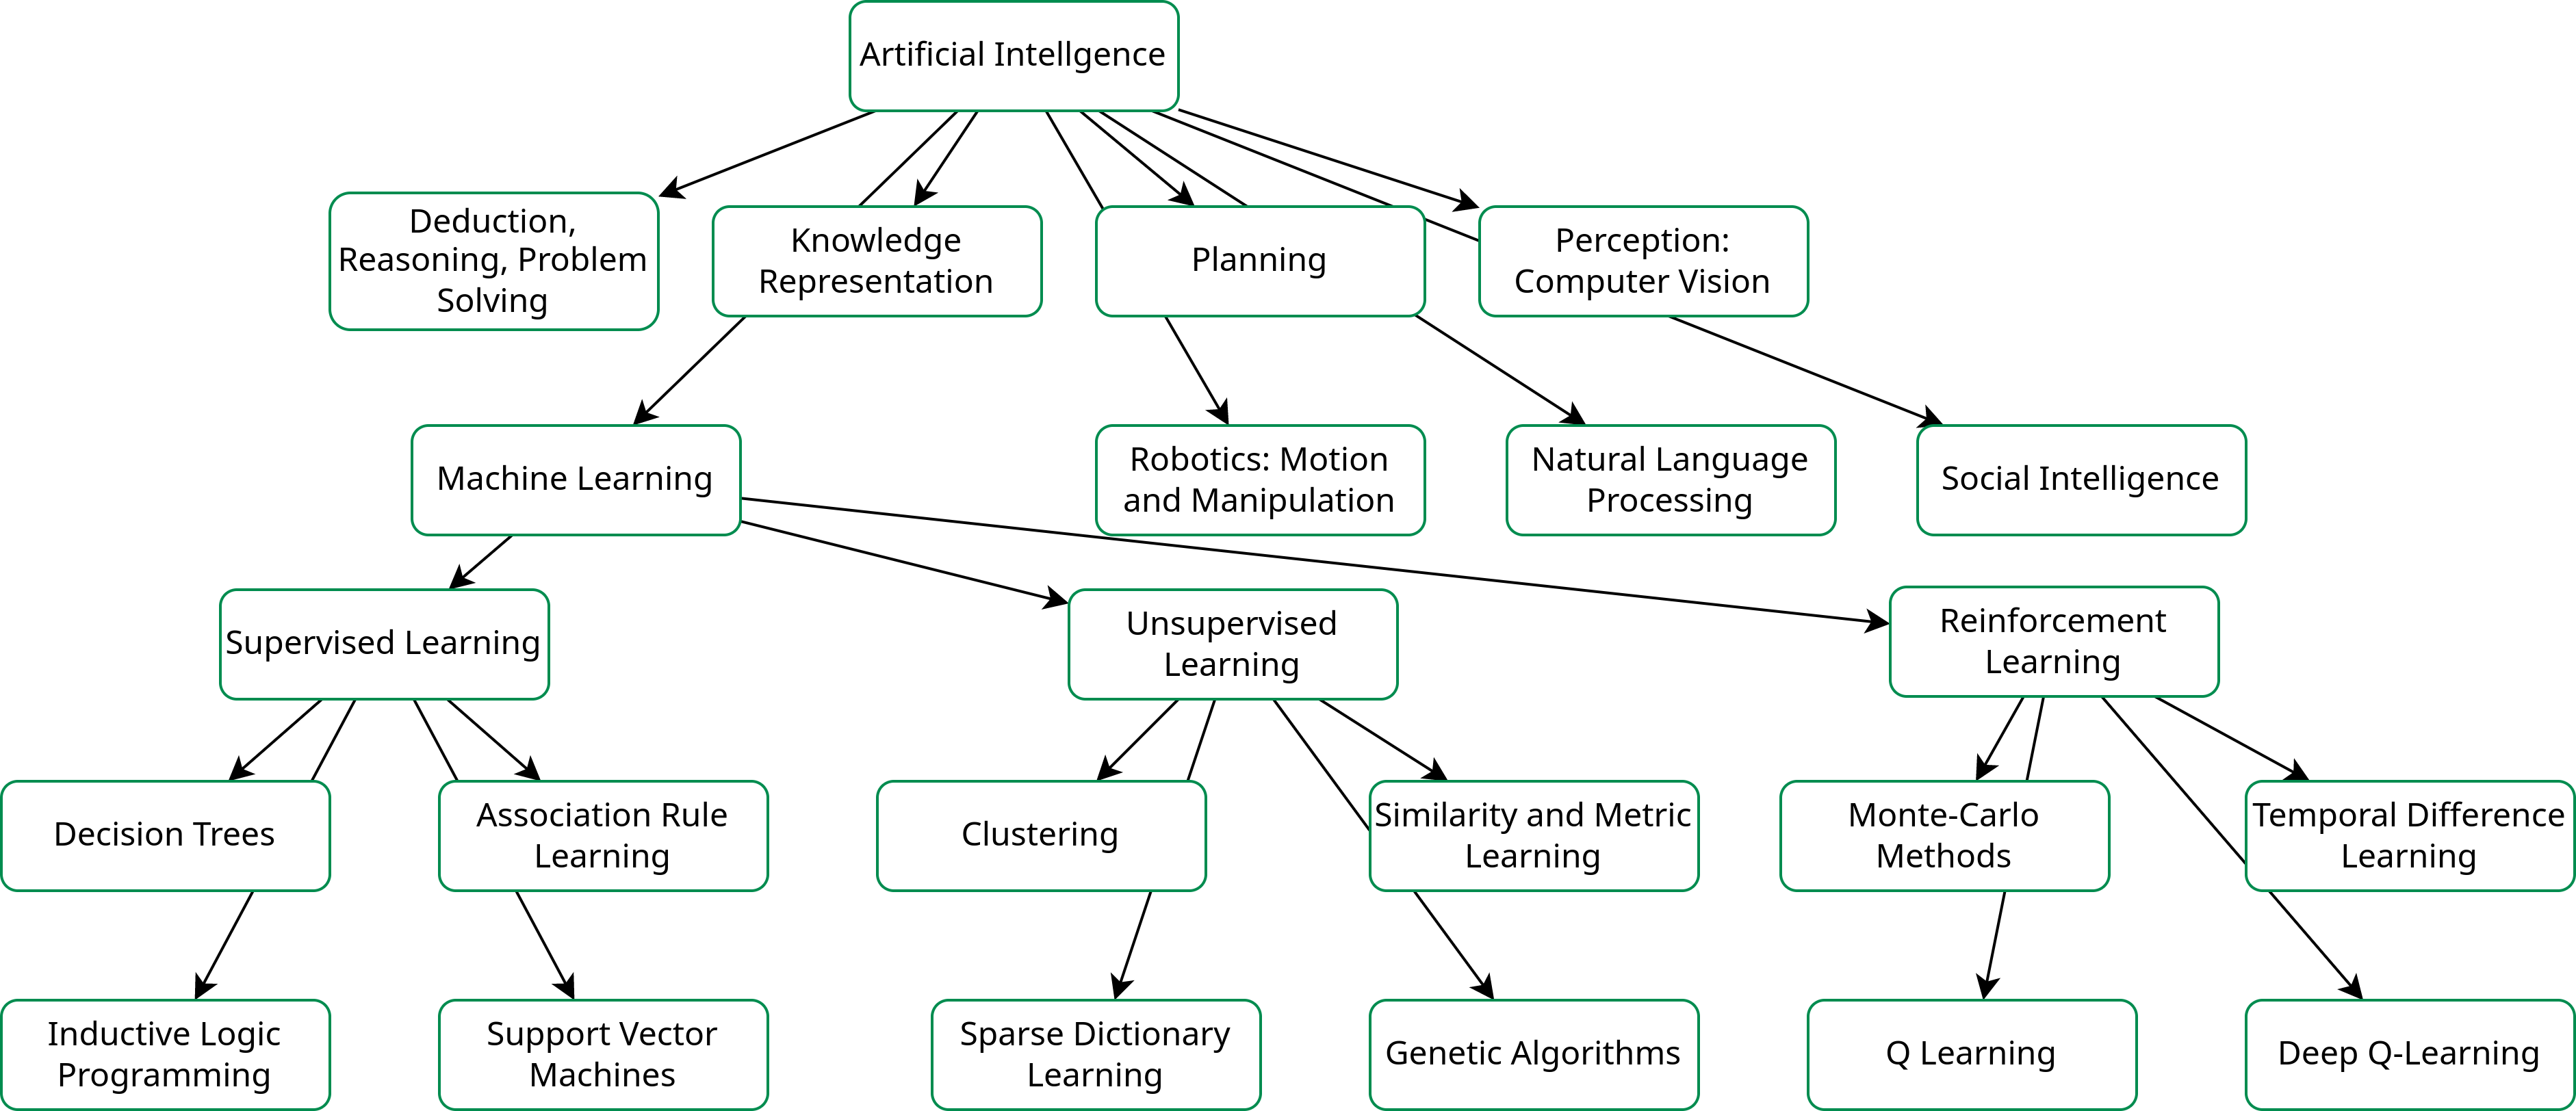 Artificial Intellgence
Deduction,
Reasoning, Problem
Solving
Knowledge
Representation
Planning
Perception:
Computer Vision
Machine Learning
Robotics: Motion
and Manipulation
Natural Language
Processing
Social Intelligence
Supervised Learning
Unsupervised
Learning
Reinforcement
Learning
Decision Trees
Association Rule
Learning
Clustering
Similarity and Metric
Learning
Monte-Carlo
Methods
Temporal Difference
Learning
Inductive Logic
Programming
Support Vector
Machines
Sparse Dictionary
Learning
Genetic Algorithms
Q Learning
Deep Q-Learning